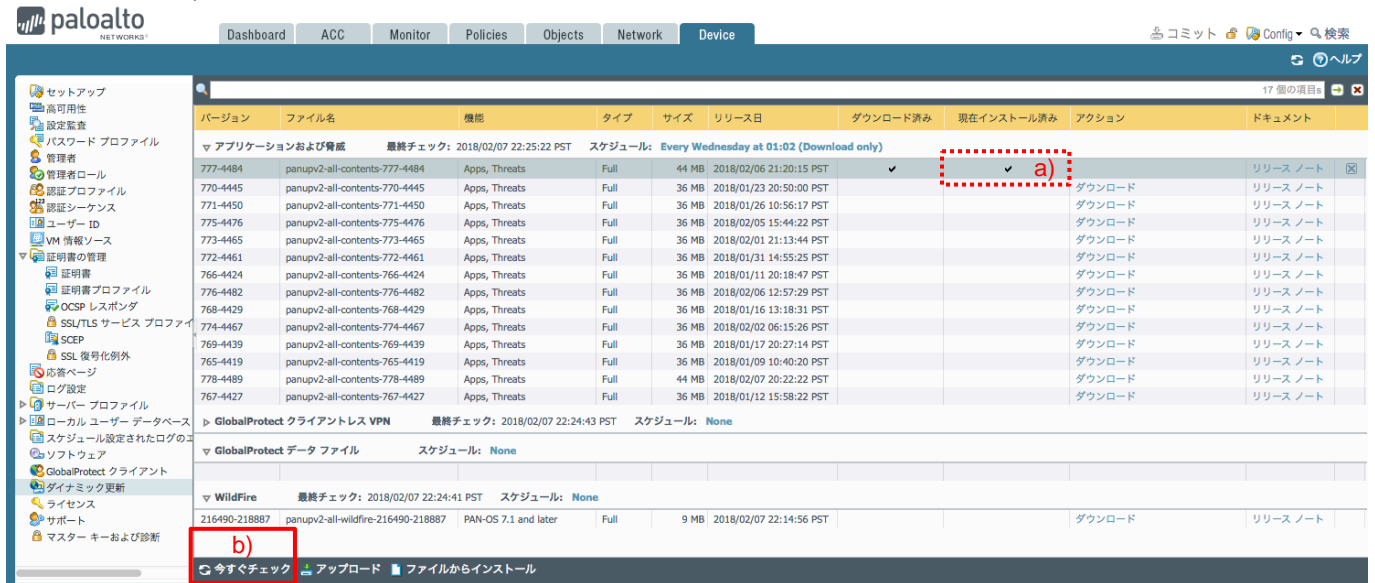 paloalto
NETWORKS®
Dashboard ACC Monitor Policies Objects Network Device コミット Config 検索
ヘルプ
セットアップ
高可用性
設定監査
パスワード プロファイル
管理者
管理者ロール
認証プロファイル
認証シーケンス
ユーザー ID
VM 情報ソース
証明書の管理
証明書
証明書プロファイル
OCSP レスポンダ
SSL/TLS サービス プロファイ
SCEP
SSL 復号化例外
応答ページ
ログ設定
サーバー プロファイル
ローカル ユーザー データベース
スケジュール設定されたログのエ
ソフトウェア
GlobalProtect クライアント
ダイナミック更新
ライセンス
サポート
マスター キーおよび診断
17 個の項目s
バージョン ファイル名 機能 タイプ サイズ リリース日 ダウンロード済み 現在インストール済み アクション ドキュメント
アプリケーションおよび脅威 最終チェック: 2018/02/07 22:25:22 PST スケジュール: Every Wednesday at 01:02 (Download only)
777-4484 panupv2-all-contents-777-4484 Apps, Threats Full 44 MB 2018/02/06 21:20:15 PST ✔ ✔ a) リリース ノート
770-4445 panupv2-all-contents-770-4445 Apps, Threats Full 36 MB 2018/01/23 20:50:00 PST ダウンロード リリース ノート
771-4450 panupv2-all-contents-771-4450 Apps, Threats Full 36 MB 2018/01/26 10:56:17 PST ダウンロード リリース ノート
775-4476 panupv2-all-contents-775-4476 Apps, Threats Full 36 MB 2018/02/05 15:44:22 PST ダウンロード リリース ノート
773-4465 panupv2-all-contents-773-4465 Apps, Threats Full 36 MB 2018/02/01 21:13:44 PST ダウンロード リリース ノート
772-4461 panupv2-all-contents-772-4461 Apps, Threats Full 36 MB 2018/01/31 14:55:25 PST ダウンロード リリース ノート
766-4424 panupv2-all-contents-766-4424 Apps, Threats Full 36 MB 2018/01/11 20:18:47 PST ダウンロード リリース ノート
776-4482 panupv2-all-contents-776-4482 Apps, Threats Full 36 MB 2018/02/06 12:57:29 PST ダウンロード リリース ノート
768-4429 panupv2-all-contents-768-4429 Apps, Threats Full 36 MB 2018/01/16 13:18:31 PST ダウンロード リリース ノート
774-4467 panupv2-all-contents-774-4467 Apps, Threats Full 36 MB 2018/02/02 06:15:26 PST ダウンロード リリース ノート
769-4439 panupv2-all-contents-769-4439 Apps, Threats Full 36 MB 2018/01/17 20:27:14 PST ダウンロード リリース ノート
765-4419 panupv2-all-contents-765-4419 Apps, Threats Full 36 MB 2018/01/09 10:40:20 PST ダウンロード リリース ノート
778-4489 panupv2-all-contents-778-4489 Apps, Threats Full 44 MB 2018/02/07 20:22:22 PST ダウンロード リリース ノート
767-4427 panupv2-all-contents-767-4427 Apps, Threats Full 36 MB 2018/01/12 15:58:22 PST ダウンロード リリース ノート
GlobalProtect クライアントレス VPN 最終チェック: 2018/02/07 22:24:43 PST スケジュール: None
GlobalProtect データ ファイル スケジュール: None
WildFire 最終チェック: 2018/02/07 22:24:41 PST スケジュール: None
216490-218887 panupv2-all-wildfire-216490-218887 PAN-OS 7.1 and later Full 9 MB 2018/02/07 22:14:56 PST ダウンロード リリース ノート
b)
今すぐチェック アップロード ファイルからインストール